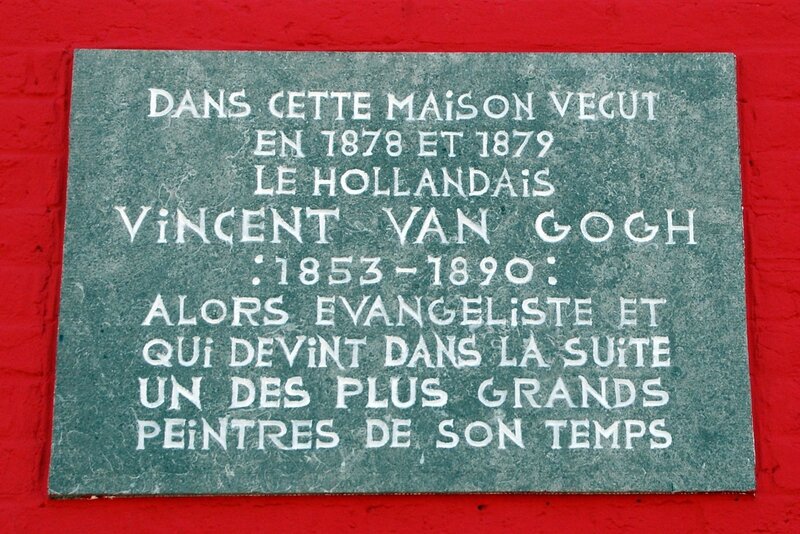 DANS CETTE MAiSON VECUT
EN 1878 ET 1879
LE HOLLANDAiS
ViNCENT VAN GOGH
:1853-1890:
ALORS EVANGELiSTE ET
QUi DEViNT DANS LA SUiTE
UN DES PLUS GRANDS
PEiNTRES DE SON TEMPS